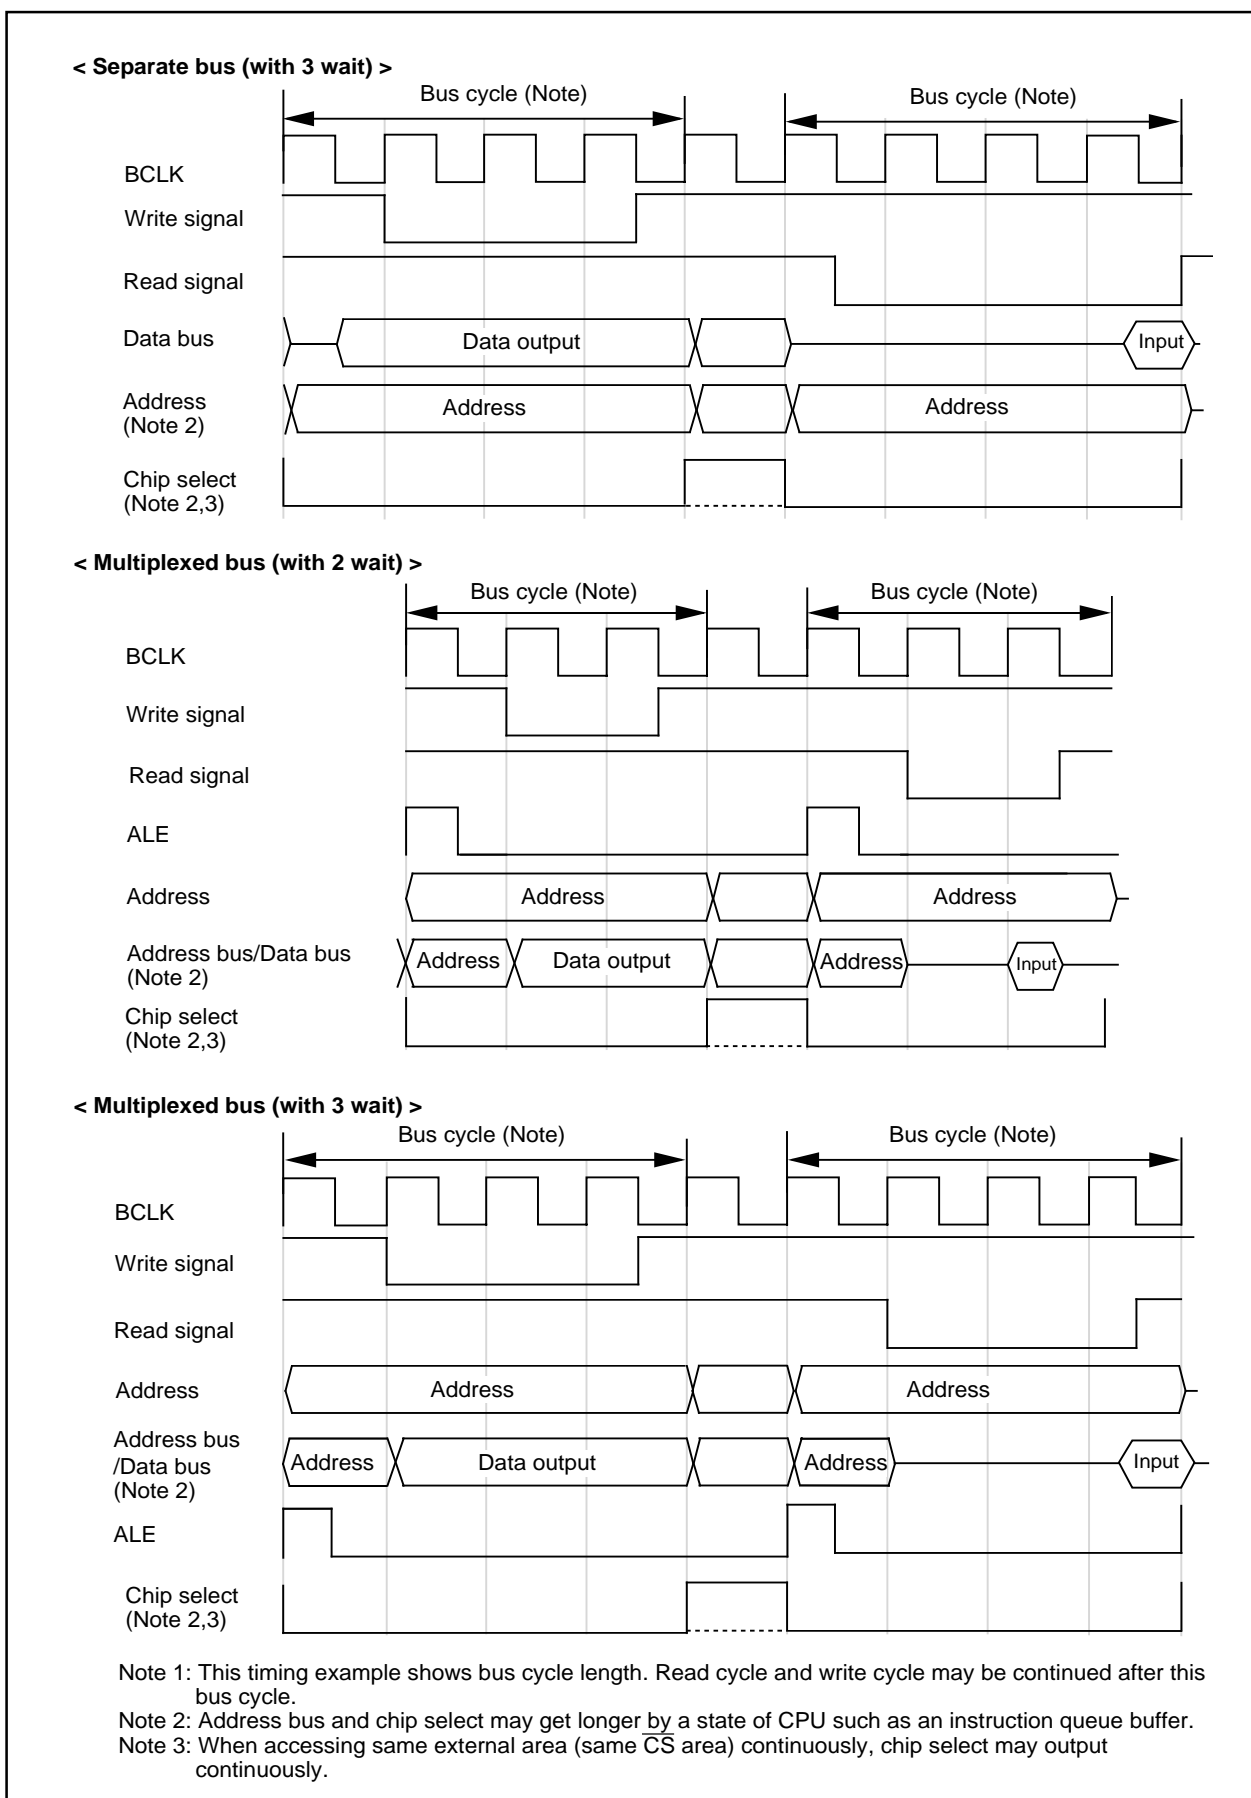 < Separate bus (with 3 wait) >
Bus cycle (Note)
Bus cycle (Note)
BCLK
Write signal
Read signal
Data bus
Data output
Input
Address
(Note 2)
Address
Address
Chip select
(Note 2,3)
< Multiplexed bus (with 2 wait) >
Bus cycle (Note)
Bus cycle (Note)
BCLK
Write signal
Read signal
ALE
Address
Address
Address
Address bus/Data bus
(Note 2)
Address
Data output
Address
Input
Chip select
(Note 2,3)
< Multiplexed bus (with 3 wait) >
Bus cycle (Note)
Bus cycle (Note)
BCLK
Write signal
Read signal
Address
Address
Address
Address bus
/Data bus
(Note 2)
Address
Data output
Address
Input
ALE
Chip select
(Note 2,3)
Note 1: This timing example shows bus cycle length. Read cycle and write cycle may be continued after this
bus cycle.
Note 2: Address bus and chip select may get longer by a state of CPU such as an instruction queue buffer.
Note 3: When accessing same external area (same C̅S̅ area) continuously, chip select may output
continuously.